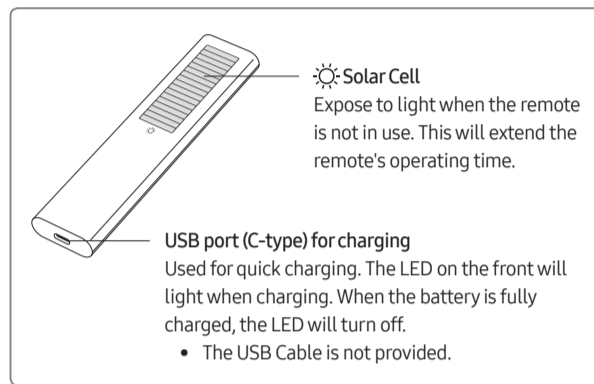 Solar Cell
Expose to light when the remote
is not in use. This will extend the
remote's operating time.
USB port (C-type) for charging
Used for quick charging. The LED on the front will
light when charging. When the battery is fully
charged, the LED will turn off.
• The USB Cable is not provided.